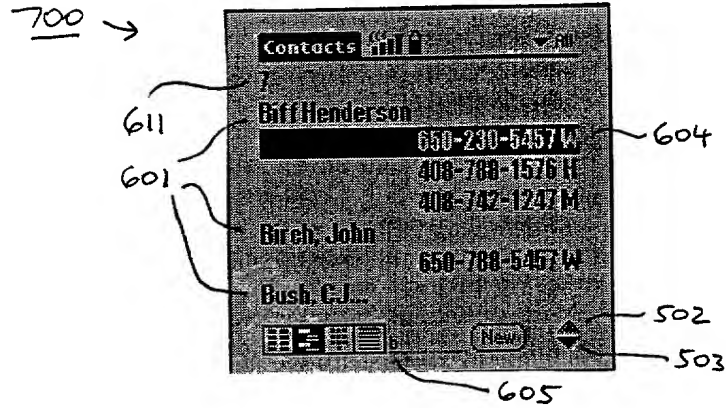 700
Contacts All
611
7
Biff Henderson
650-230-5457 W
604
408-788-1576 H
601
408-742-1247 M
Birch, John
650-788-5457 W
Bush, C.J...
502
New
503
605